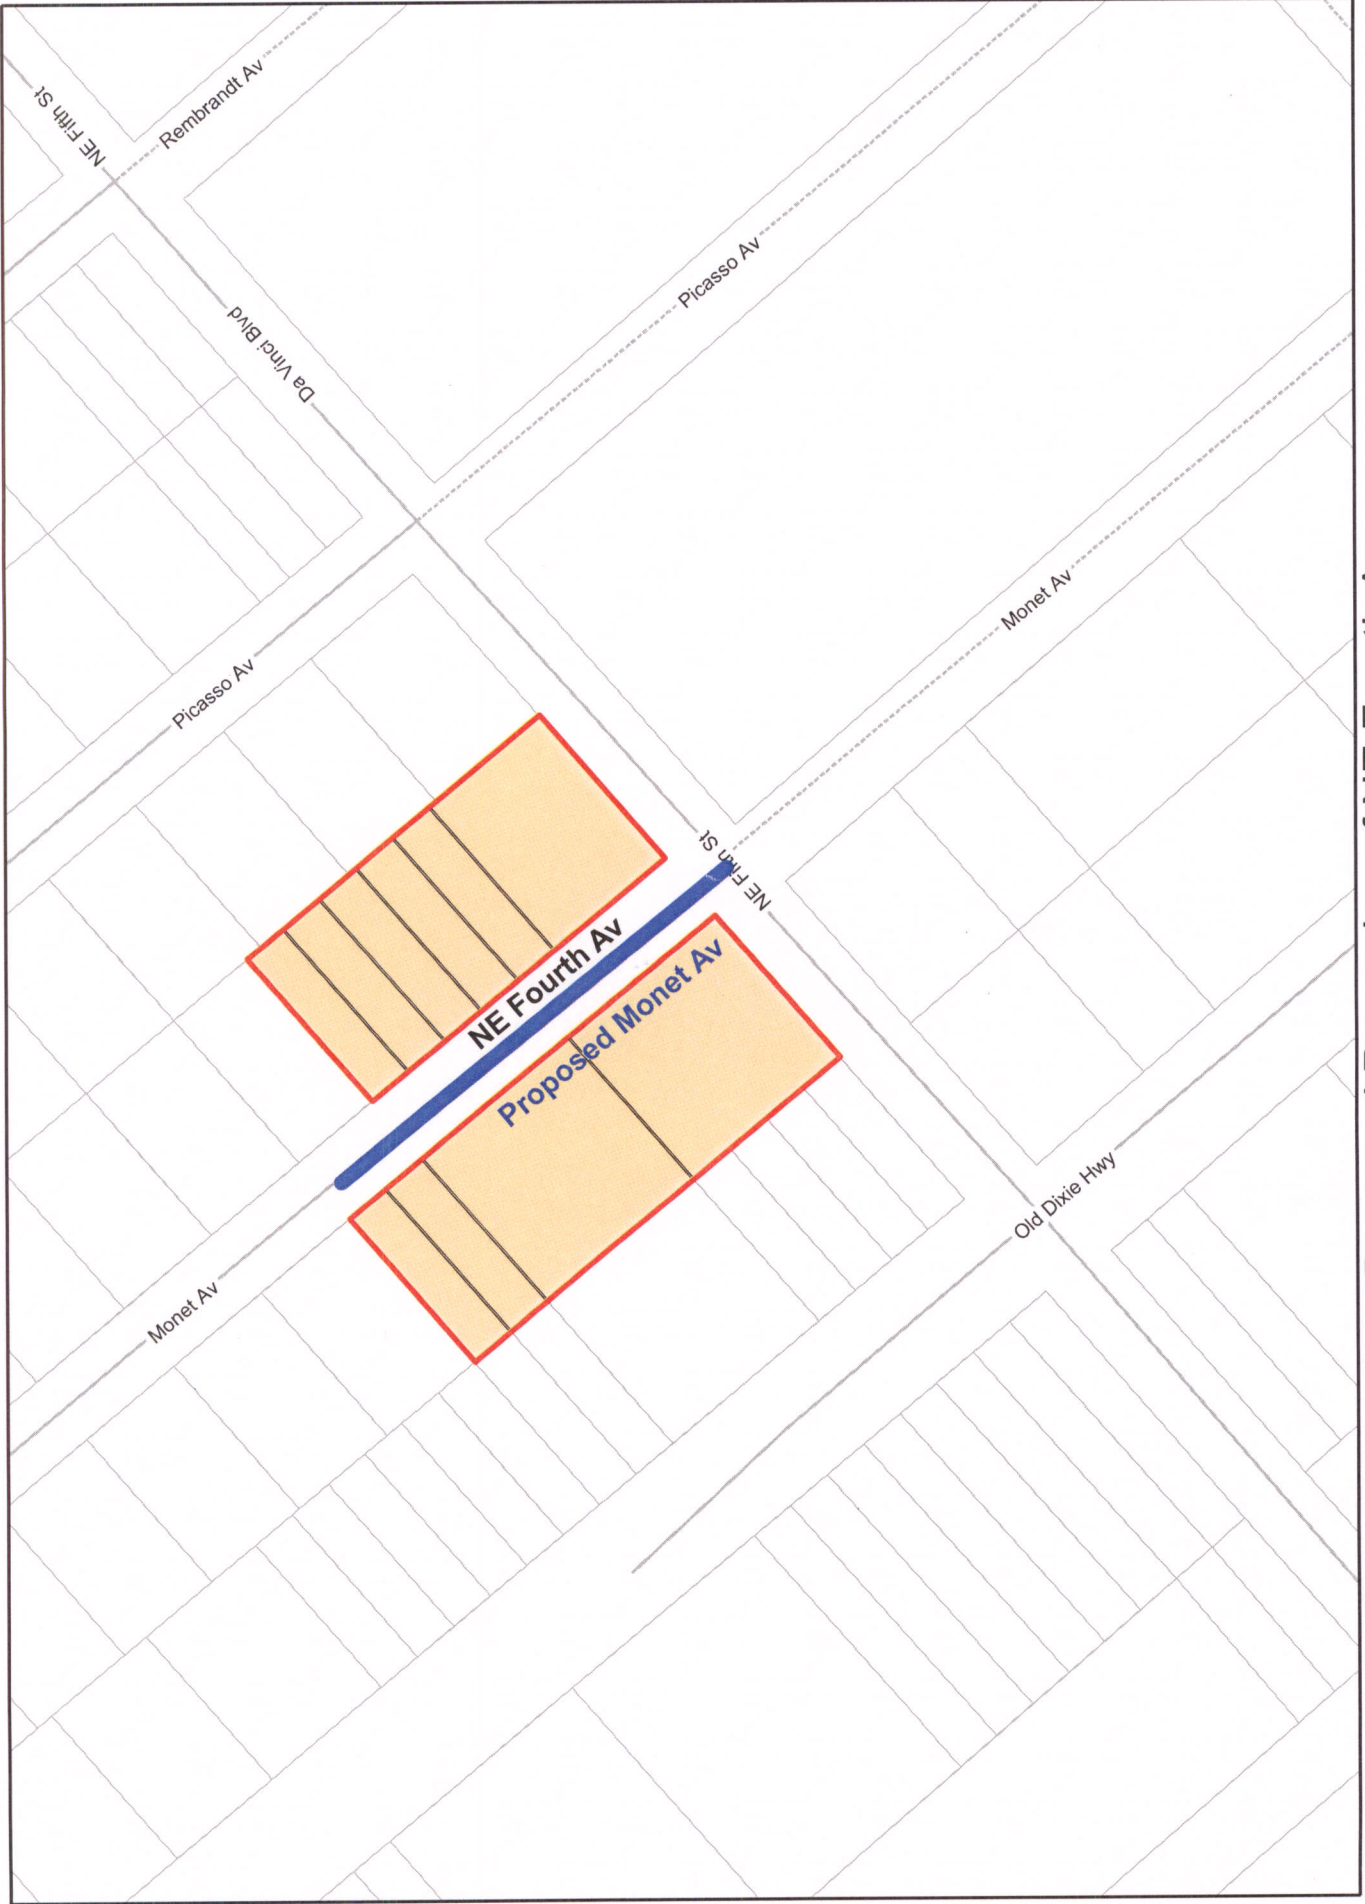 Rembrandt Av
NE Fifth St
Picasso Av
Da Vinci Blvd
Monet Av
Picasso Av
NE Fifth St
NE Fourth Av
Proposed Monet Av
Old Dixie Hwy
Monet Av